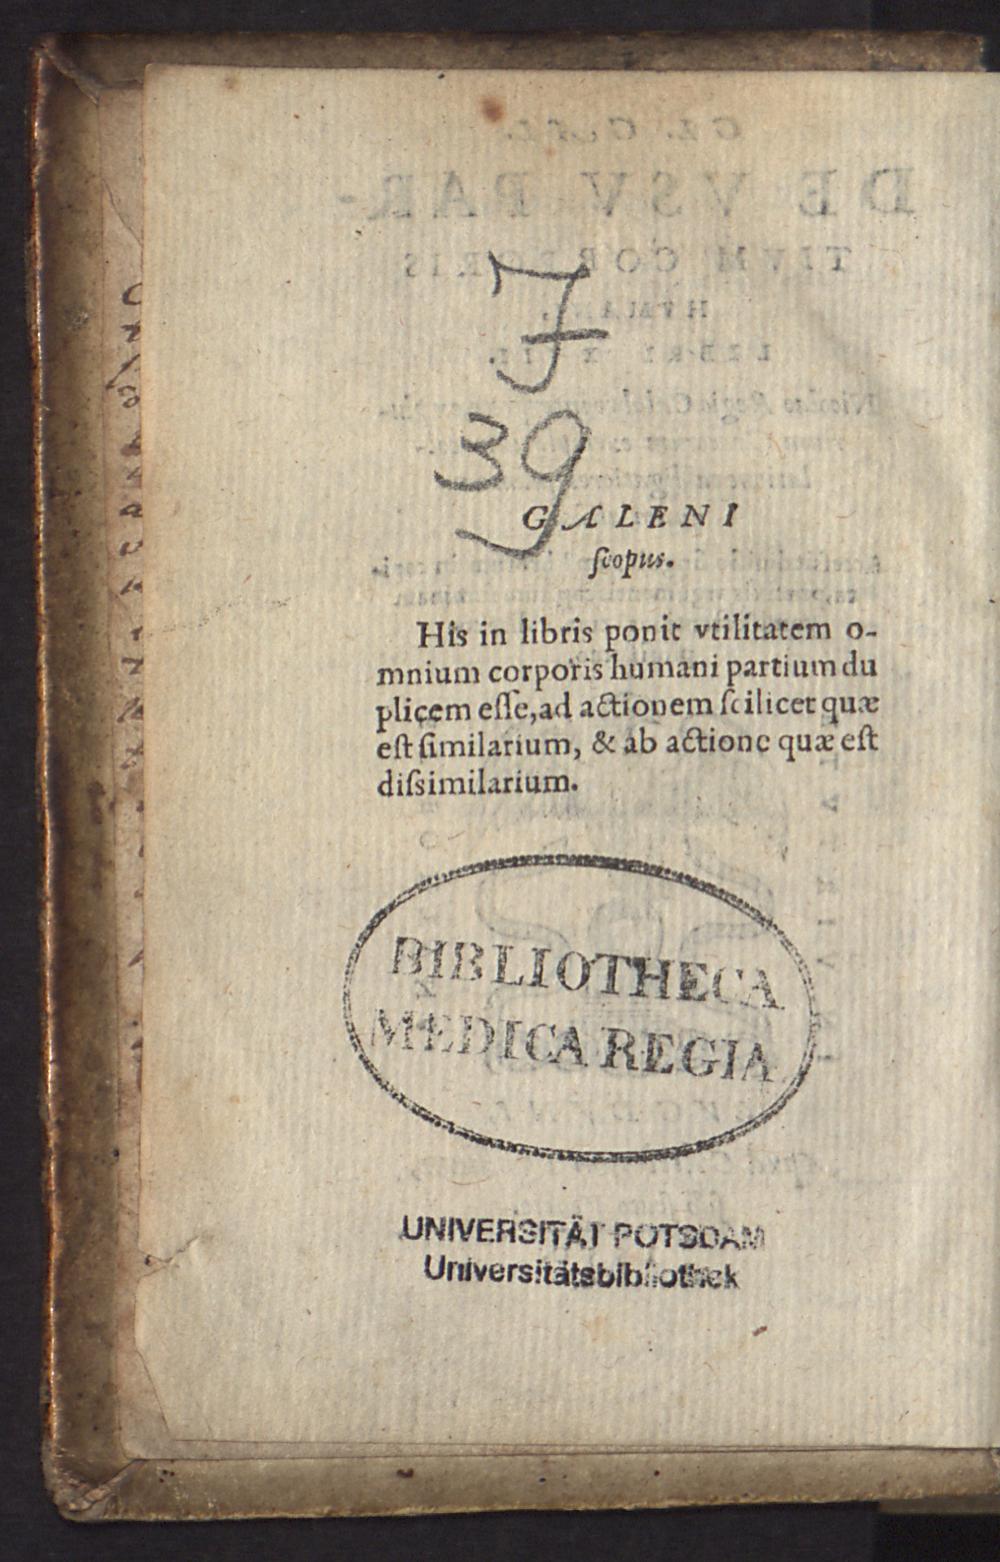 7
39
GALENI
ſcopus.
His in libris ponit vtilitatem o-
mnium corporis humani partium du
plicem eſſe, ad actionem ſcilicet quæ
eſt ſimilarium, & ab actione quæ eſt
diſsimilarium.
BIBLIOTHECA
MEDICA REGIA
UNIVERSITÄT POTSDAM
Universitätsbibliothek